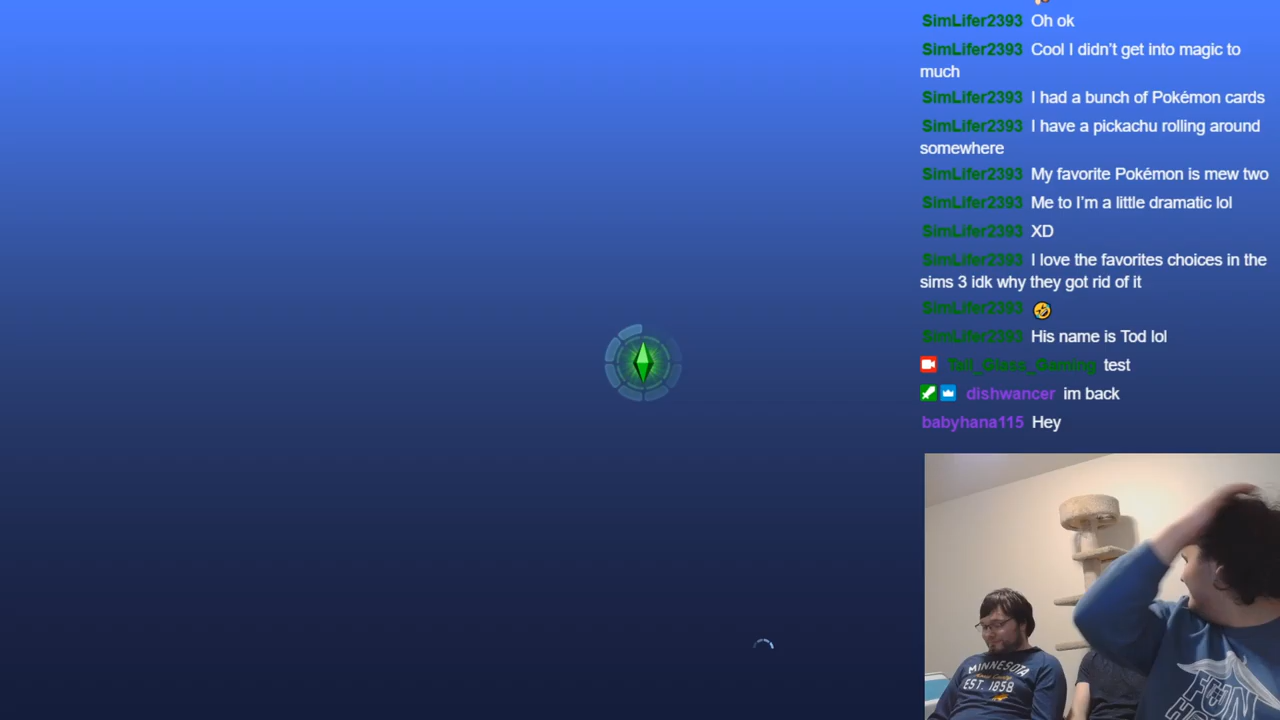 SimLifer2393 Oh ok
SimLifer2393 Cool I didn't get into magic to
much
SimLifer2393 I had a bunch of Pokémon cards
SimLifer2393 I have a pickachu rolling around
somewhere
SimLifer2393 My favorite Pokémon is mew two
SimLifer2393 Me to I'm a little dramatic lol
SimLifer2393 XD
SimLifer2393 I love the favorites choices in the
sims 3 idk why they got rid of it
SimLifer2393 🤣
SimLifer2393 His name is Tod lol
Tall_Glass_Gaming test
dishwancer im back
babyhana115 Hey
MINNESOTA
EST. 1858
FUN